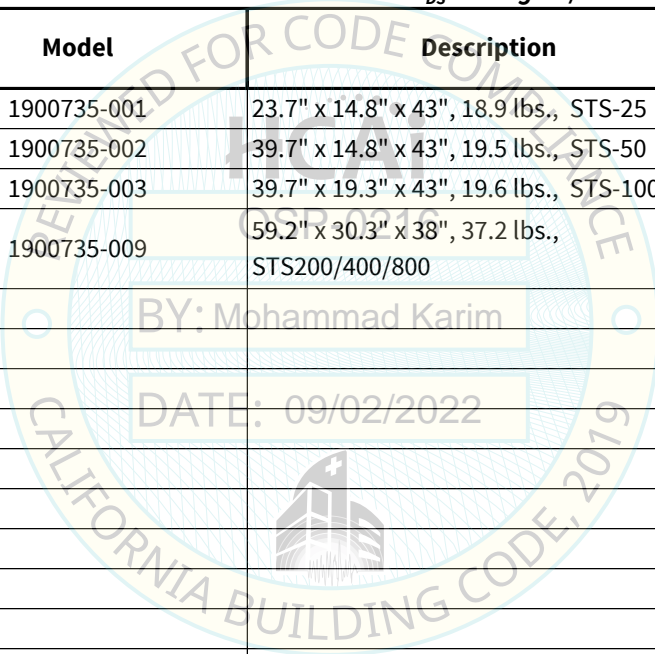 DS
Model Description
1900735-001 23.7" x 14.8" x 43", 18.9 lbs., STS-25
1900735-002 39.7" x 14.8" x 43", 19.5 lbs., STS-50
1900735-003 39.7" x 19.3" x 43", 19.6 lbs., STS-100
1900735-009 59.2" x 30.3" x 38", 37.2 lbs.,
STS200/400/800
REVIEWED FOR CODE COMPLIANCE
HCAi
OSP-0216
BY: Mohammad Karim
DATE: 09/02/2022
CALIFORNIA BUILDING CODE, 2019